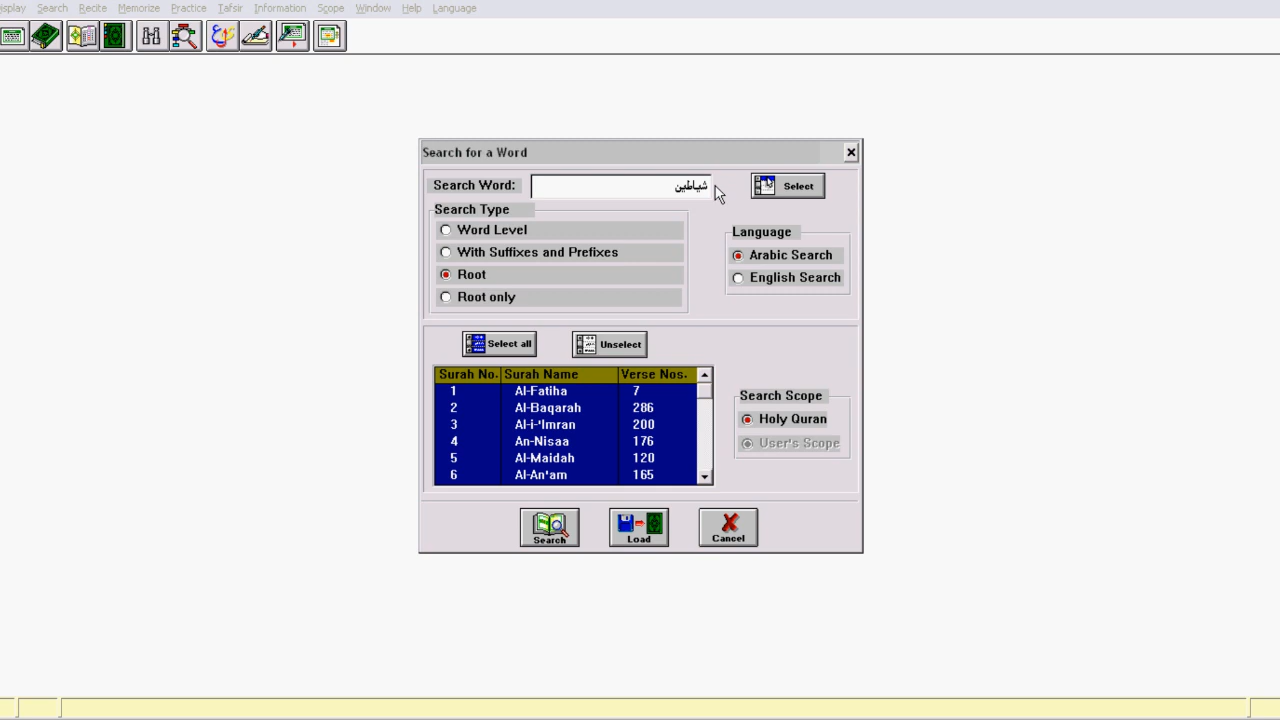 isplay Search Recite Memorize Practice Tafsir Information Scope Window Help Language
Search for a Word
Search Word: شياطين Select
Search Type
Word Level
With Suffixes and Prefixes
Root
Root only
Language
Arabic Search
English Search
Select all Unselect
Surah No. Surah Name Verse Nos.
1 Al-Fatiha 7
2 Al-Baqarah 286
3 Al-i-'Imran 200
4 An-Nisaa 176
5 Al-Maidah 120
6 Al-An'am 165
Search Scope
Holy Quran
User's Scope
Search Load Cancel